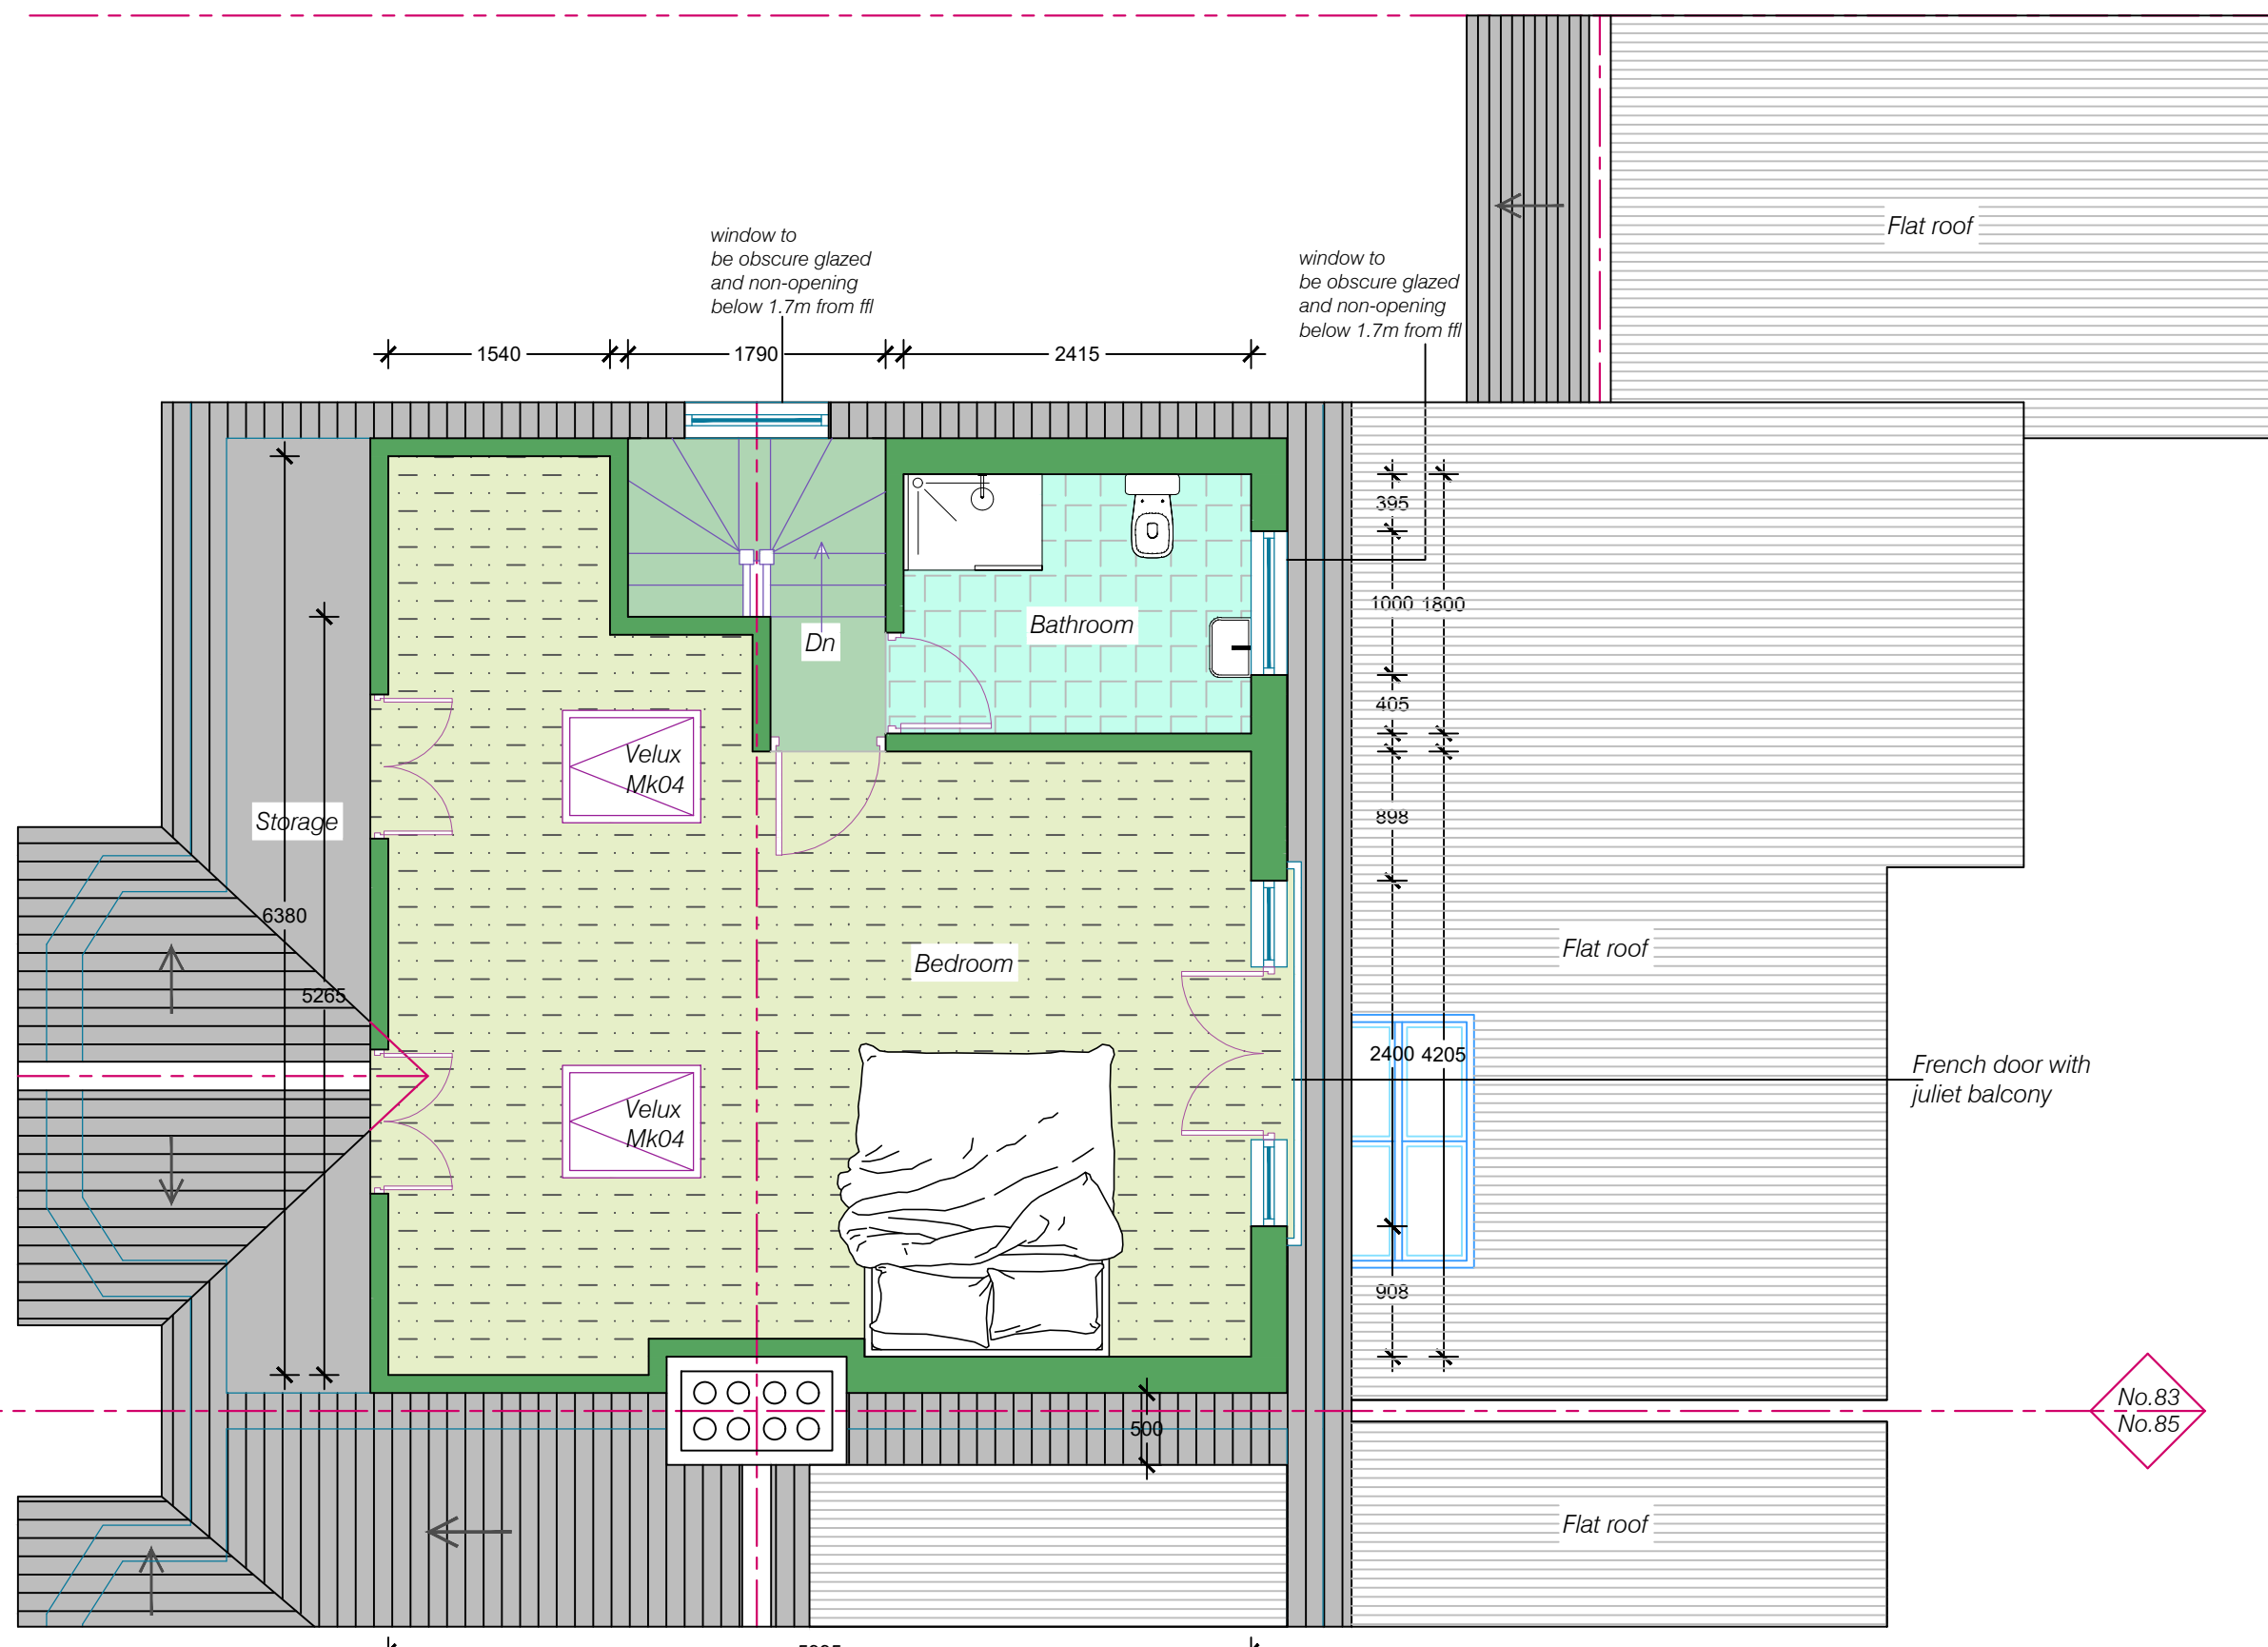 Flat roof
window to
be obscure glazed
and non-opening
below 1.7m from ffl
window to
be obscure glazed
and non-opening
below 1.7m from ffl
1540
1790
2415
395
1000
1800
Bathroom
Dn
405
Velux
Mk04
898
Storage
6380
Bedroom
Flat roof
5265
2400
4205
French door with
juliet balcony
Velux
Mk04
908
500
No.83
No.85
Flat roof